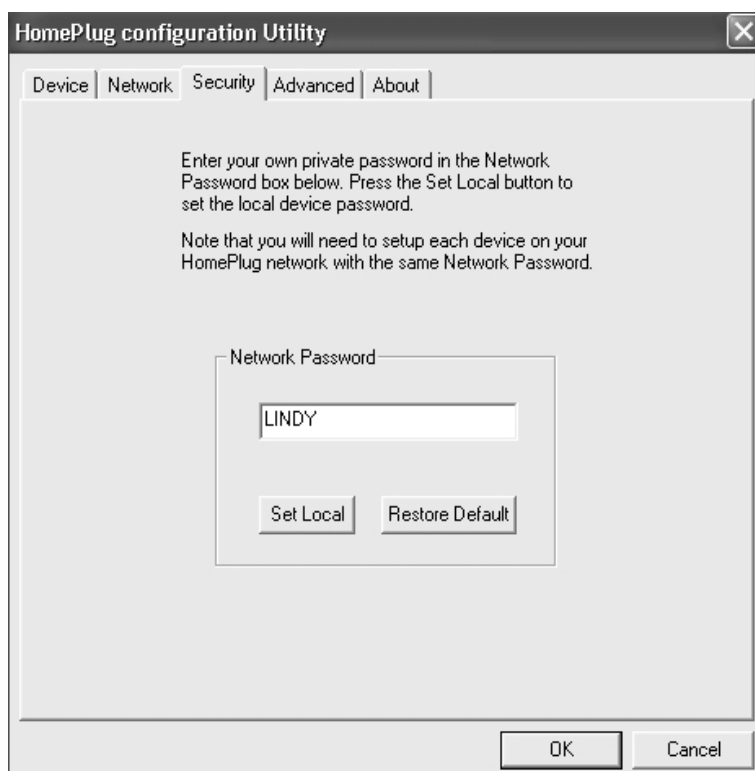 HomePlug configuration Utility
Device Network Security Advanced About
Enter your own private password in the Network
Password box below. Press the Set Local button to
set the local device password.
Note that you will need to setup each device on your
HomePlug network with the same Network Password.
Network Password
LINDY
Set Local Restore Default
OK Cancel